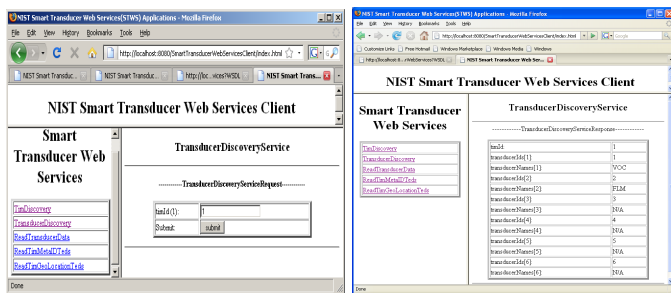 NIST Smart Transducer Web Services(STWS) Applications - Mozilla Firefox
File Edit View History Bookmarks Tools Help
http://localhost:8080/SmartTransducerWebServicesClient/index.html
NIST Smart Transduc... NIST Smart Transduc... http://loc...vices?WSDL NIST Smart Trans...
NIST Smart Transducer Web Services Client
Smart
Transducer Web
Services
TimDiscovery
TransducerDiscovery
ReadTransducerData
ReadTimMetaIDTeds
ReadTimGeoLocationTeds
TransducerDiscoveryService
------------TransducerDiscoveryServiceRequest------------
timId (1): 1
Submit: submit
Done
NIST Smart Transducer Web Services(STWS) Applications - Mozilla Firefox
File Edit View History Bookmarks Tools Help
http://localhost:8080/SmartTransducerWebServicesClient/index.html
Customize Links Free Hotmail Windows Marketplace Windows Media Windows
NIST Smart Transducer Web Ser...
NIST Smart Transducer Web Services Client
Smart Transducer
Web Services
TimDiscovery
TransducerDiscovery
ReadTransducerData
ReadTimMetaIDTeds
ReadTimGeoLocationTeds
TransducerDiscoveryService
------------TransducerDiscoveryServiceResponse------------
timId 1
transducerIds[1] 1
transducerNames[1] VOC
transducerIds[2] 2
transducerNames[2] FLM
transducerIds[3] 3
transducerNames[3] N/A
transducerIds[4] 4
transducerNames[4] N/A
transducerIds[5] 5
transducerNames[5] N/A
transducerIds[6] 6
transducerNames[6] N/A
Done